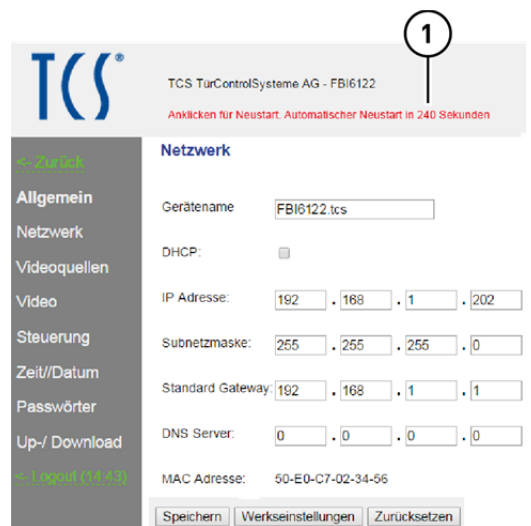 1
TCS®
TCS TürControlSysteme AG - FBI6122
Anklicken für Neustart. Automatischer Neustart in 240 Sekunden
<- Zurück
Allgemein
Netzwerk
Videoquellen
Video
Steuerung
Zeit//Datum
Passwörter
Up-/ Download
<- Logout (14:43)
Netzwerk
Gerätename FBI6122.tcs
DHCP:
IP Adresse: 192 . 168 . 1 . 202
Subnetzmaske: 255 . 255 . 255 . 0
Standard Gateway: 192 . 168 . 1 . 1
DNS Server: 0 . 0 . 0 . 0
MAC Adresse: 50-E0-C7-02-34-56
Speichern Werkseinstellungen Zurücksetzen